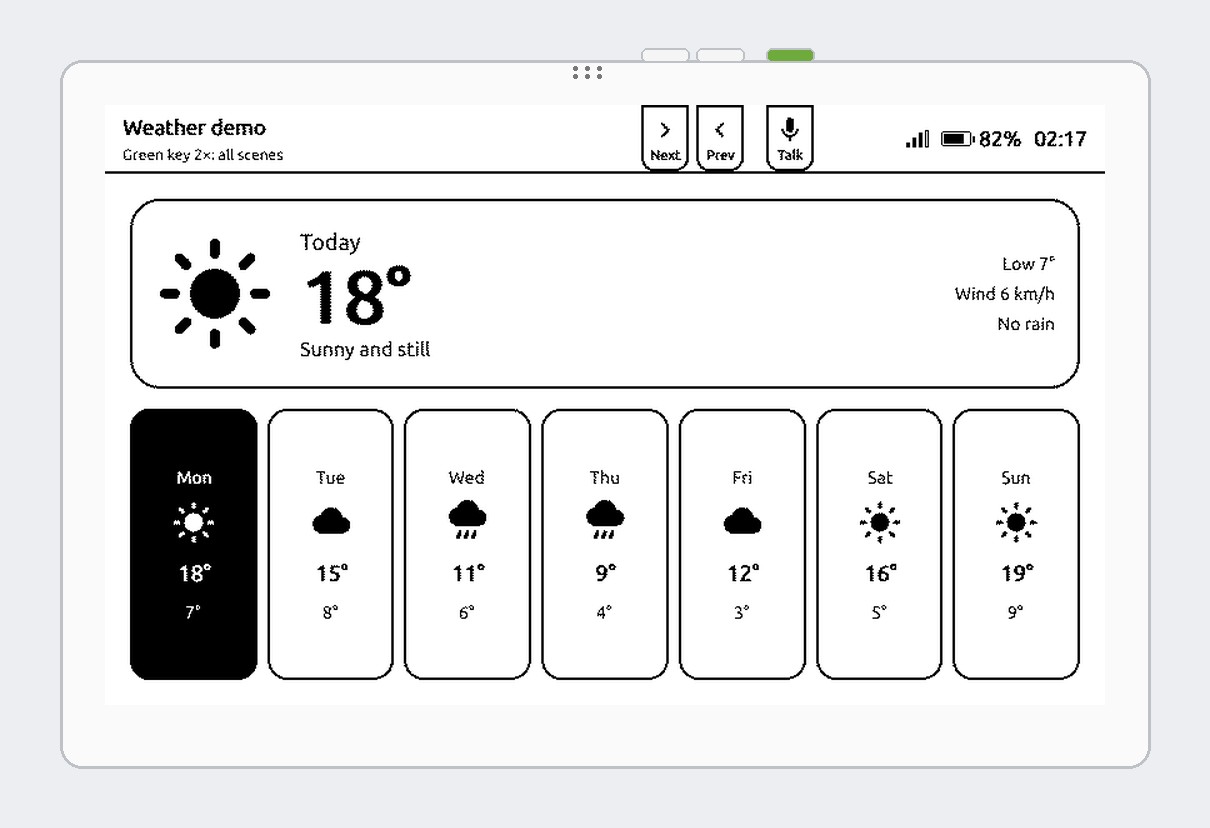 Weather demo
Green key 2×: all scenes
Next
Prev
Talk
82% 02:17
Today
18°
Sunny and still
Low 7°
Wind 6 km/h
No rain
Mon
18°
7°
Tue
15°
8°
Wed
11°
6°
Thu
9°
4°
Fri
12°
3°
Sat
16°
5°
Sun
19°
9°